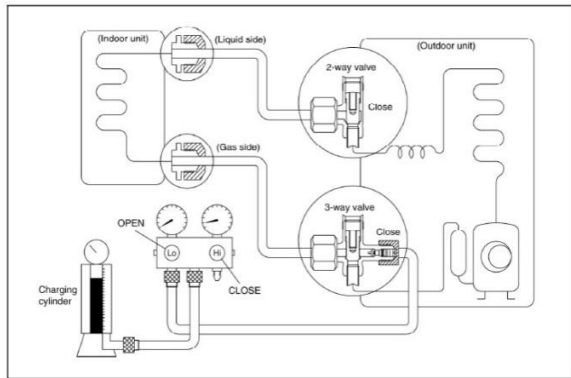 (Indoor unit)
(Liquid side)
(Outdoor unit)
2-way valve
Close
(Gas side)
3-way valve
Close
OPEN
Lo
Hi
CLOSE
Charging
cylinder